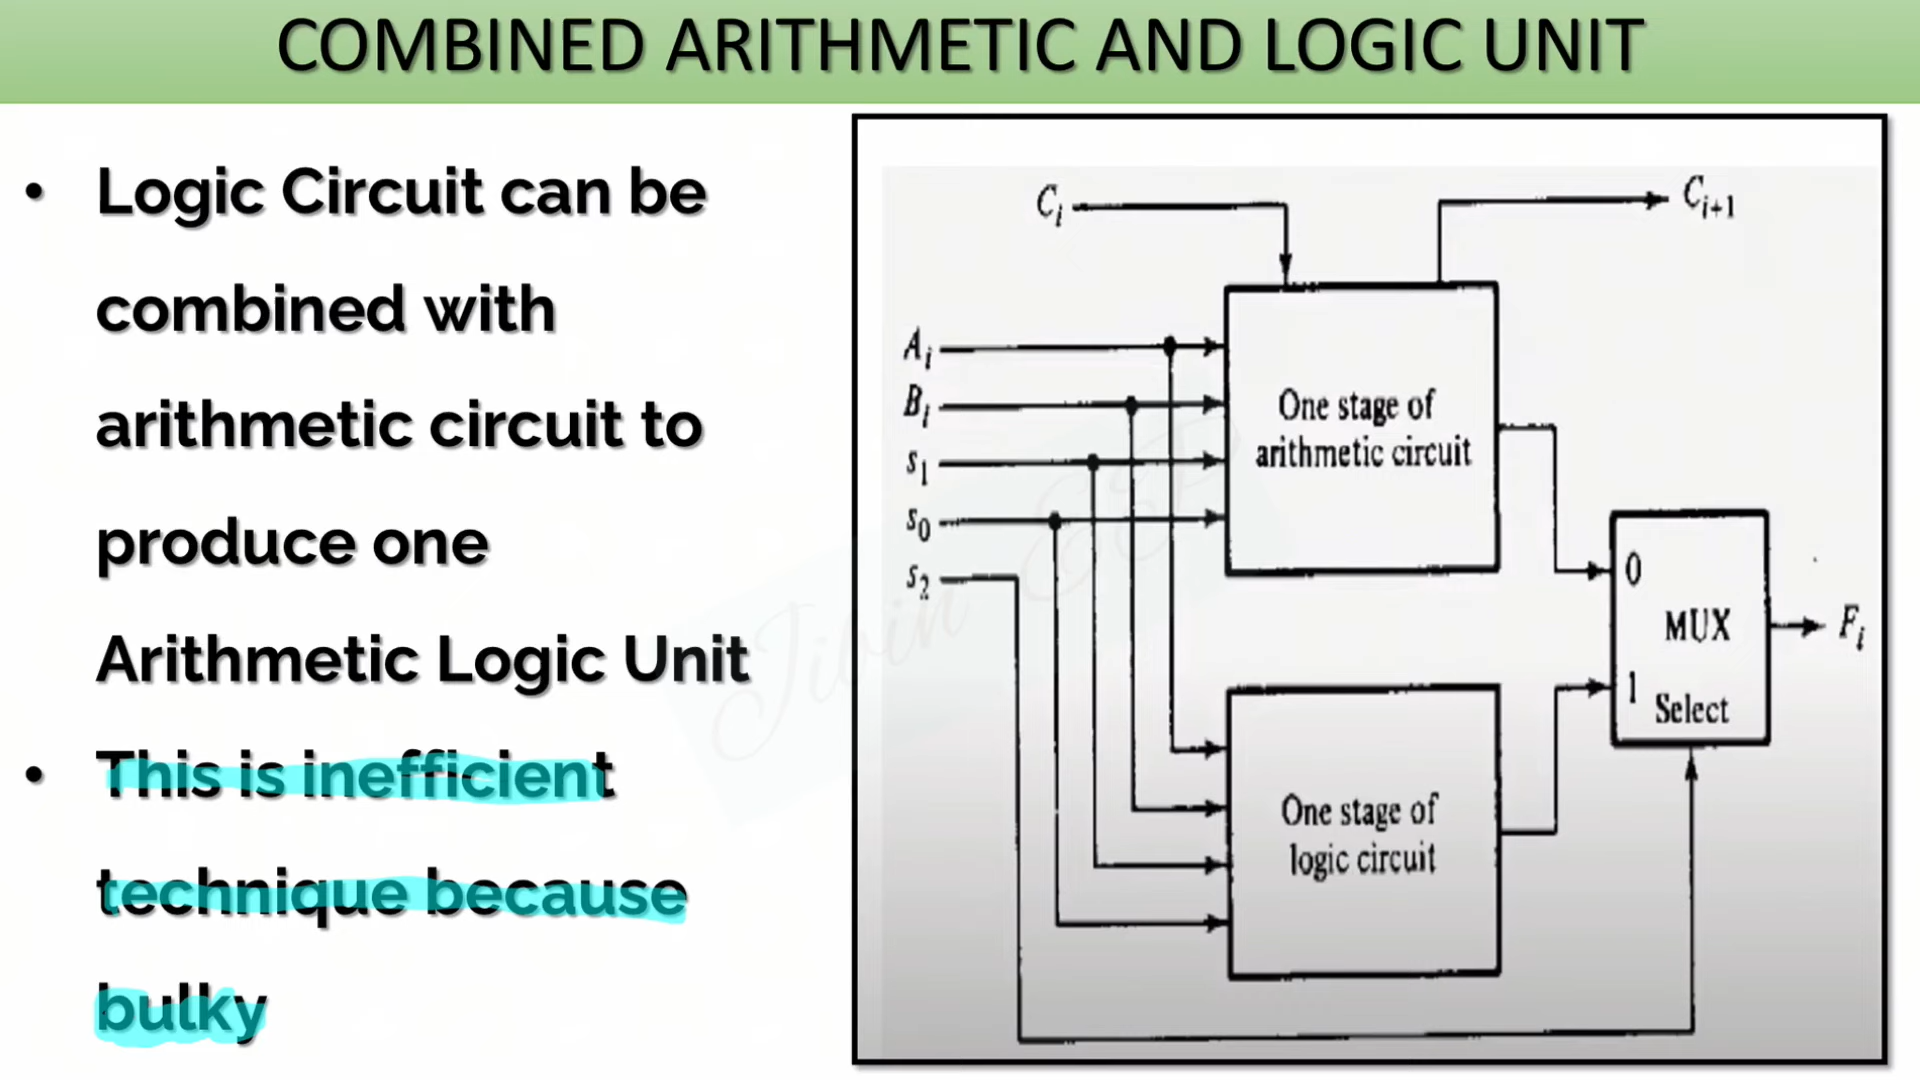 COMBINED ARITHMETIC AND LOGIC UNIT
• Logic Circuit can be
combined with
arithmetic circuit to
produce one
Arithmetic Logic Unit
• This is inefficient
technique because
bulky
Cᵢ
Cᵢ₊₁
Aᵢ
Bᵢ
s₁
s₀
s₂
One stage of
arithmetic circuit
0
MUX
1
Select
Fᵢ
One stage of
logic circuit
Jivin